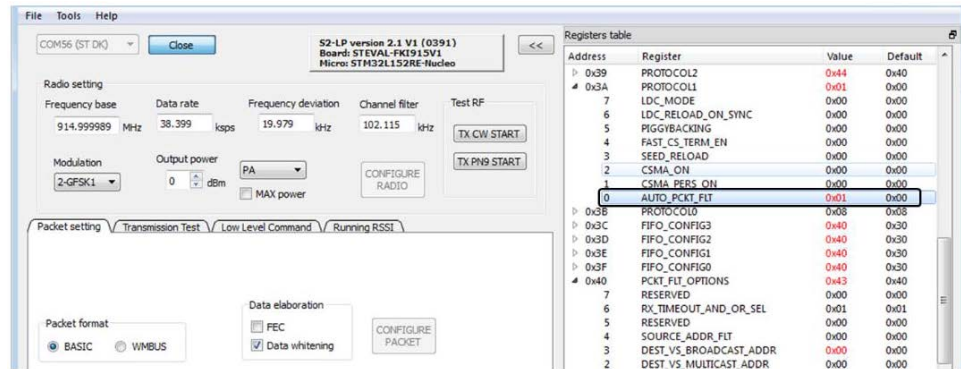 File Tools Help
COM56 (ST DK) Close
S2-LP version 2.1 V1 (0391)
Board: STEVAL-FKI915V1
Micro: STM32L152RE-Nucleo
<<
Radio setting
Frequency base Data rate Frequency deviation Channel filter
914.999989 MHz 38.399 ksps 19.979 kHz 102.115 kHz
Modulation Output power
2-GFSK1 0 dBm PA
MAX power
CONFIGURE
RADIO
Test RF
TX CW START
TX PN9 START
Packet setting Transmission Test Low Level Command Running RSSI
Packet format
BASIC WMBUS
Data elaboration
FEC
Data whitening
CONFIGURE
PACKET
Registers table
Address Register Value Default
0x39 PROTOCOL2 0x44 0x40
0x3A PROTOCOL1 0x01 0x00
7 LDC_MODE 0x00 0x00
6 LDC_RELOAD_ON_SYNC 0x00 0x00
5 PIGGYBACKING 0x00 0x00
4 FAST_CS_TERM_EN 0x00 0x00
3 SEED_RELOAD 0x00 0x00
2 CSMA_ON 0x00 0x00
1 CSMA_PERS_ON 0x00 0x00
0 AUTO_PCKT_FLT 0x01 0x00
0x3B PROTOCOL0 0x08 0x08
0x3C FIFO_CONFIG3 0x40 0x30
0x3D FIFO_CONFIG2 0x40 0x30
0x3E FIFO_CONFIG1 0x40 0x30
0x3F FIFO_CONFIG0 0x40 0x30
0x40 PCKT_FLT_OPTIONS 0x43 0x40
7 RESERVED 0x00 0x00
6 RX_TIMEOUT_AND_OR_SEL 0x01 0x01
5 RESERVED 0x00 0x00
4 SOURCE_ADDR_FLT 0x00 0x00
3 DEST_VS_BROADCAST_ADDR 0x00 0x00
2 DEST_VS_MULTICAST_ADDR 0x00 0x00